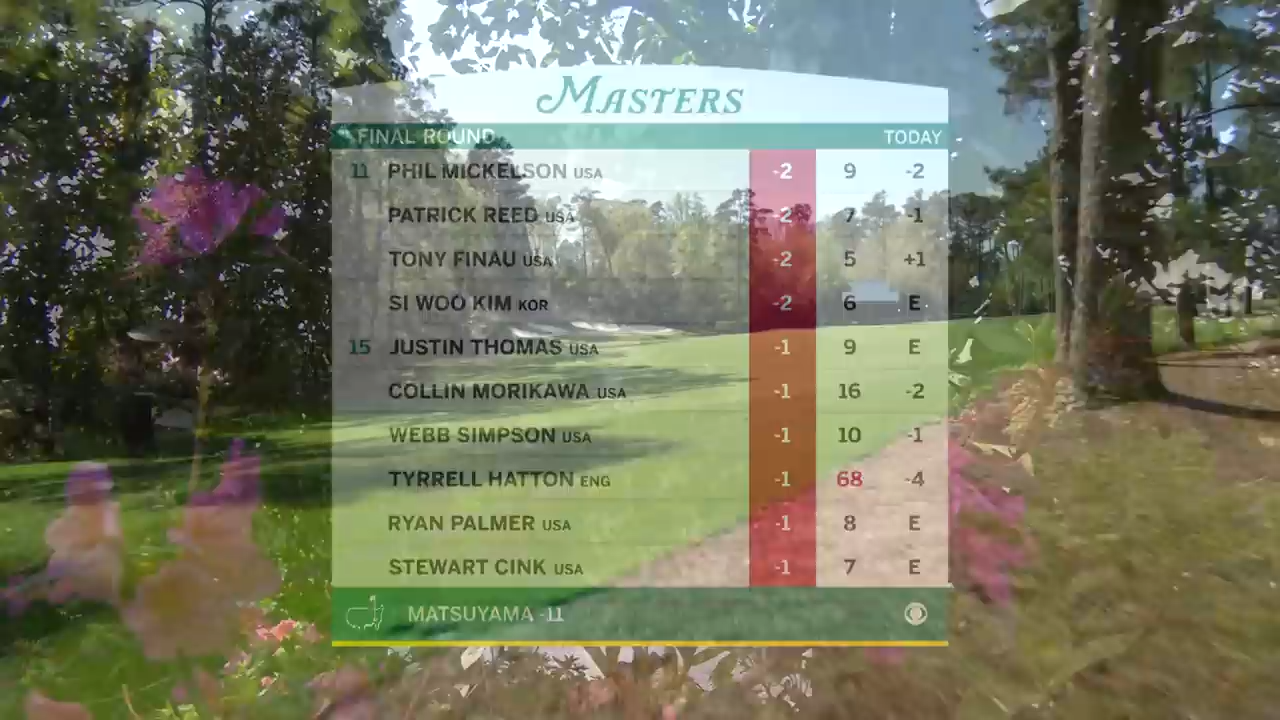 MASTERS
FINAL ROUND TODAY
11 PHIL MICKELSON USA -2 9 -2
PATRICK REED USA -2 7 -1
TONY FINAU USA -2 5 +1
SI WOO KIM KOR -2 6 E
15 JUSTIN THOMAS USA -1 9 E
COLLIN MORIKAWA USA -1 16 -2
WEBB SIMPSON USA -1 10 -1
TYRRELL HATTON ENG -1 68 -4
RYAN PALMER USA -1 8 E
STEWART CINK USA -1 7 E
MATSUYAMA -11